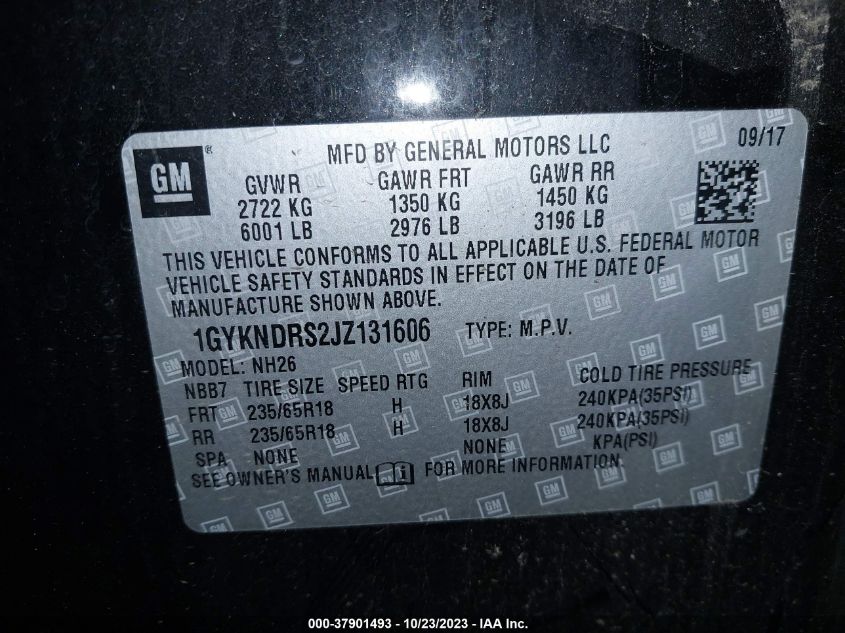 GM ® MFD BY GENERAL MOTORS LLC 09/17
GVWR GAWR FRT GAWR RR
2722 KG 1350 KG 1450 KG
6001 LB 2976 LB 3196 LB
THIS VEHICLE CONFORMS TO ALL APPLICABLE U.S. FEDERAL MOTOR
VEHICLE SAFETY STANDARDS IN EFFECT ON THE DATE OF
MANUFACTURE SHOWN ABOVE.
1GYKNDRS2JZ131606 TYPE: M.P.V.
MODEL: NH26
NBB7 TIRE SIZE SPEED RTG RIM COLD TIRE PRESSURE
FRT 235/65R18 H 18X8J 240KPA(35PSI)
RR 235/65R18 H 18X8J 240KPA(35PSI)
SPA NONE NONE KPA(PSI)
SEE OWNER'S MANUAL FOR MORE INFORMATION.
000-37901493 - 10/23/2023 - IAA Inc.